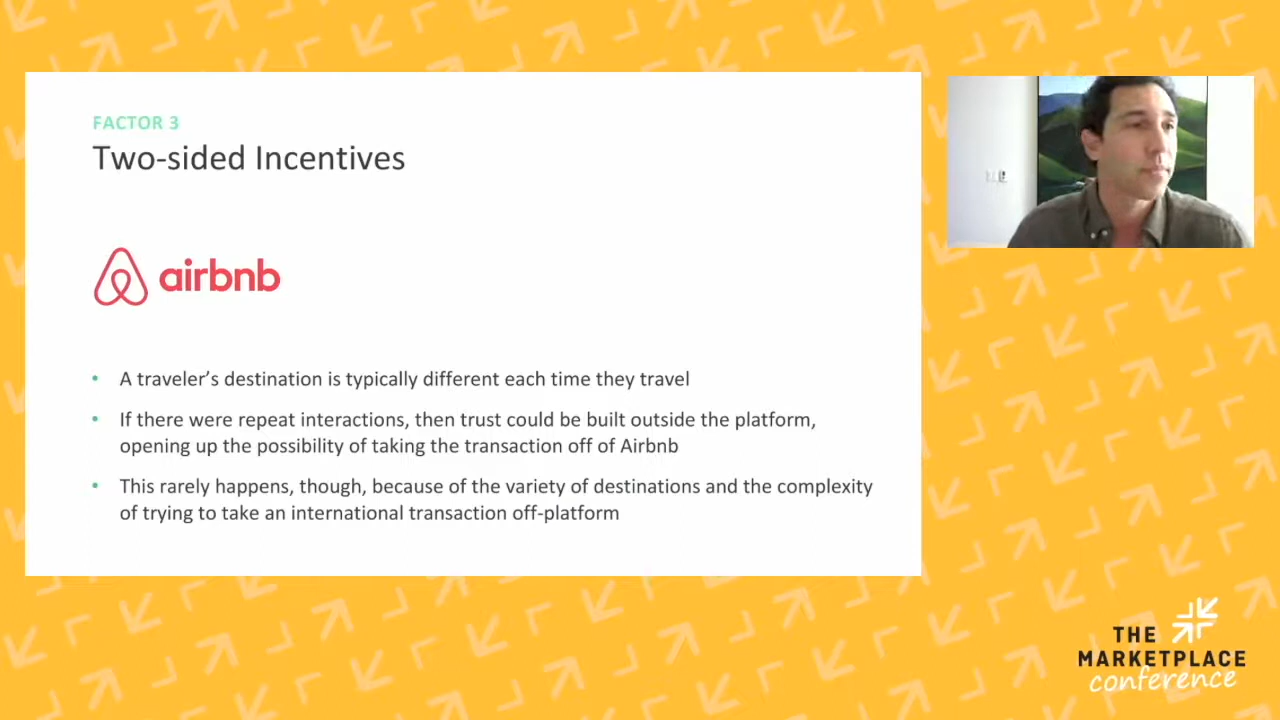 FACTOR 3
Two-sided Incentives
airbnb
• A traveler’s destination is typically different each time they travel
• If there were repeat interactions, then trust could be built outside the platform,
opening up the possibility of taking the transaction off of Airbnb
• This rarely happens, though, because of the variety of destinations and the complexity
of trying to take an international transaction off-platform
THE
MARKETPLACE
conference